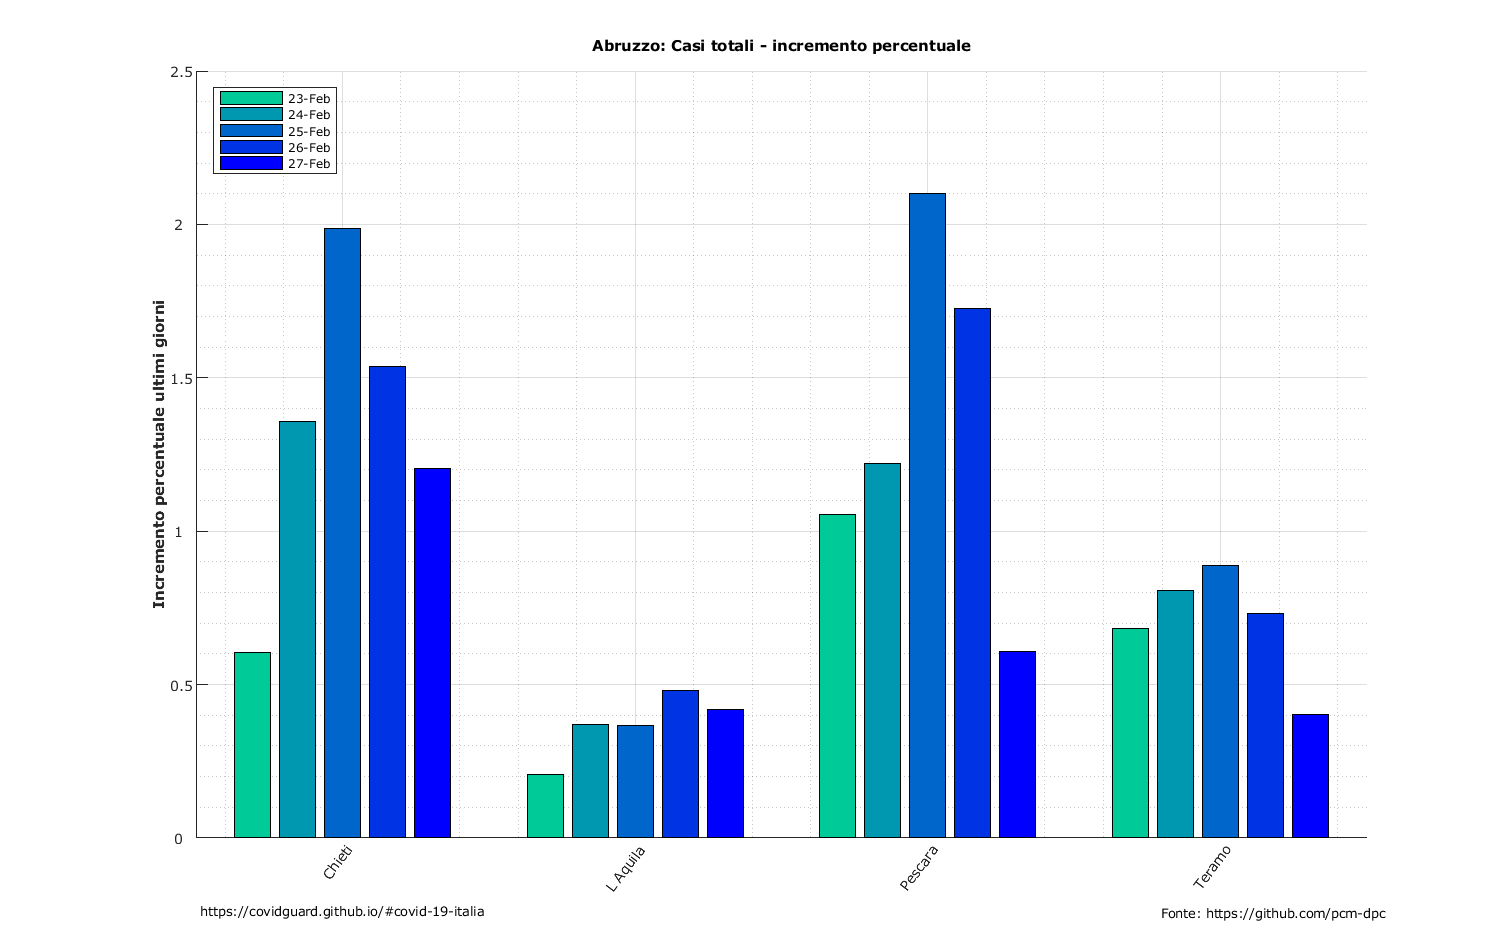 Abruzzo: Casi totali - incremento percentuale
2.5
2
1.5
1
0.5
0
Incremento percentuale ultimi giorni
23-Feb
24-Feb
25-Feb
26-Feb
27-Feb
Chieti
L Aquila
Pescara
Teramo
https://covidguard.github.io/#covid-19-italia
Fonte: https://github.com/pcm-dpc